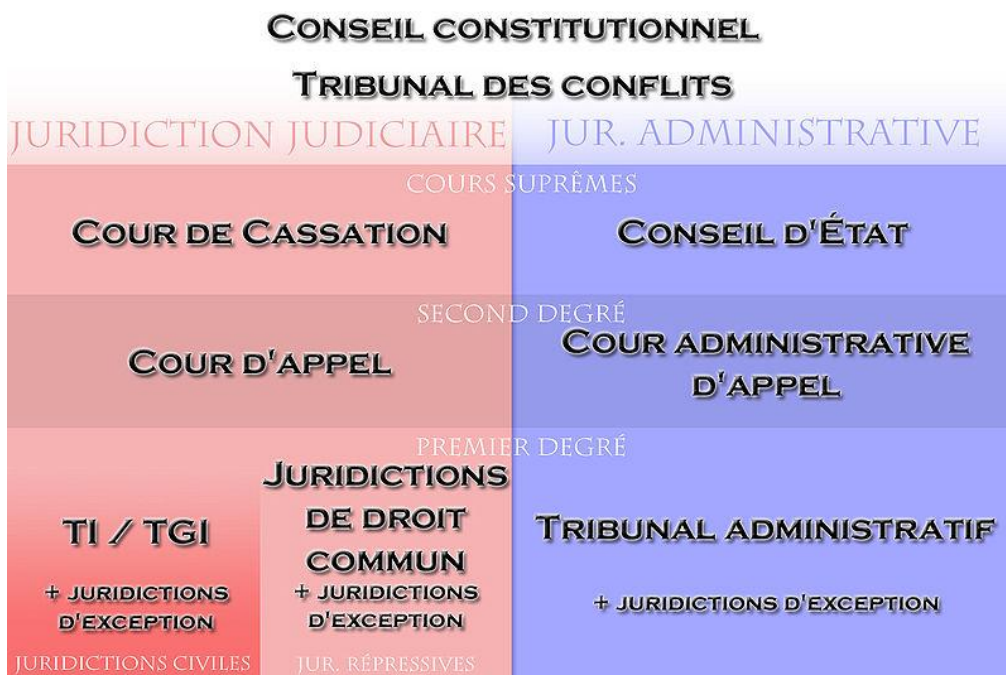 Conseil constitutionnel
Tribunal des conflits
JURIDICTION JUDICIAIRE
JUR. ADMINISTRATIVE
COURS SUPRÊMES
Cour de Cassation
Conseil d'État
SECOND DEGRÉ
Cour d'appel
Cour administrative
d'appel
PREMIER DEGRÉ
TI / TGI
+ juridictions
d'exception
JURIDICTIONS CIVILES
Juridictions
de droit
commun
+ juridictions
d'exception
JUR. RÉPRESSIVES
Tribunal administratif
+ juridictions d'exception